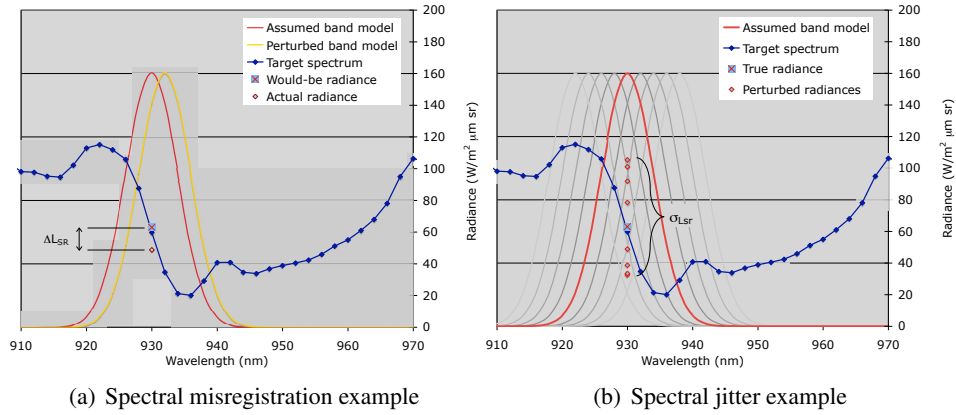 Assumed band model
Perturbed band model
Target spectrum
Would-be radiance
Actual radiance
ΔL_SR
200
180
160
140
120
100
80
60
40
20
0
Radiance (W/m² μm sr)
910 920 930 940 950 960 970
Wavelength (nm)
(a) Spectral misregistration example
Assumed band model
Target spectrum
True radiance
Perturbed radiances
σ_Lsr
200
180
160
140
120
100
80
60
40
20
0
Radiance (W/m² μm sr)
910 920 930 940 950 960 970
Wavelength (nm)
(b) Spectral jitter example